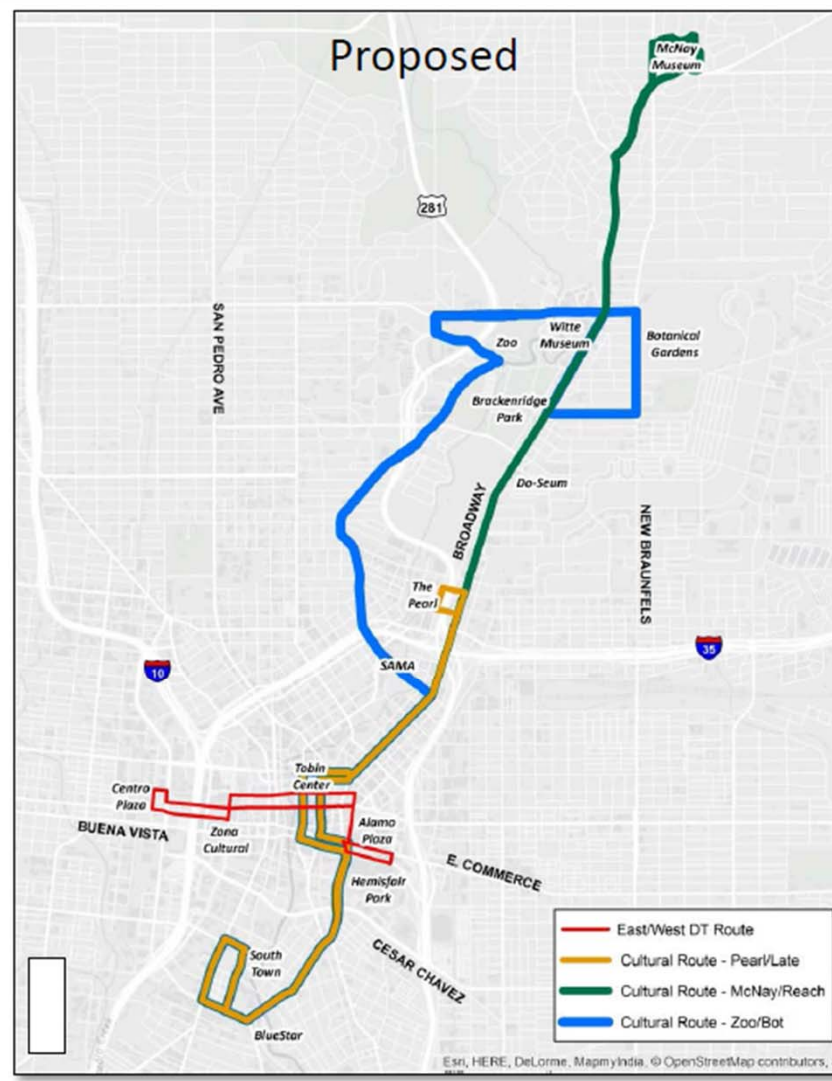 Proposed
McNay
Museum
281
SAN PEDRO AVE
Zoo
Witte
Museum
Botanical
Gardens
Brackenridge
Park
Do-Seum
BROADWAY
NEW BRAUNFELS
The
Pearl
35
10
SAMA
Tobin
Center
Centro
Plaza
BUENA VISTA
Zona
Cultural
Alamo
Plaza
E. COMMERCE
Hemisfair
Park
CESAR CHAVEZ
South
Town
BlueStar
East/West DT Route
Cultural Route - Pearl/Late
Cultural Route - McNay/Reach
Cultural Route - Zoo/Bot
Esri, HERE, DeLorme, MapmyIndia, © OpenStreetMap contributors,